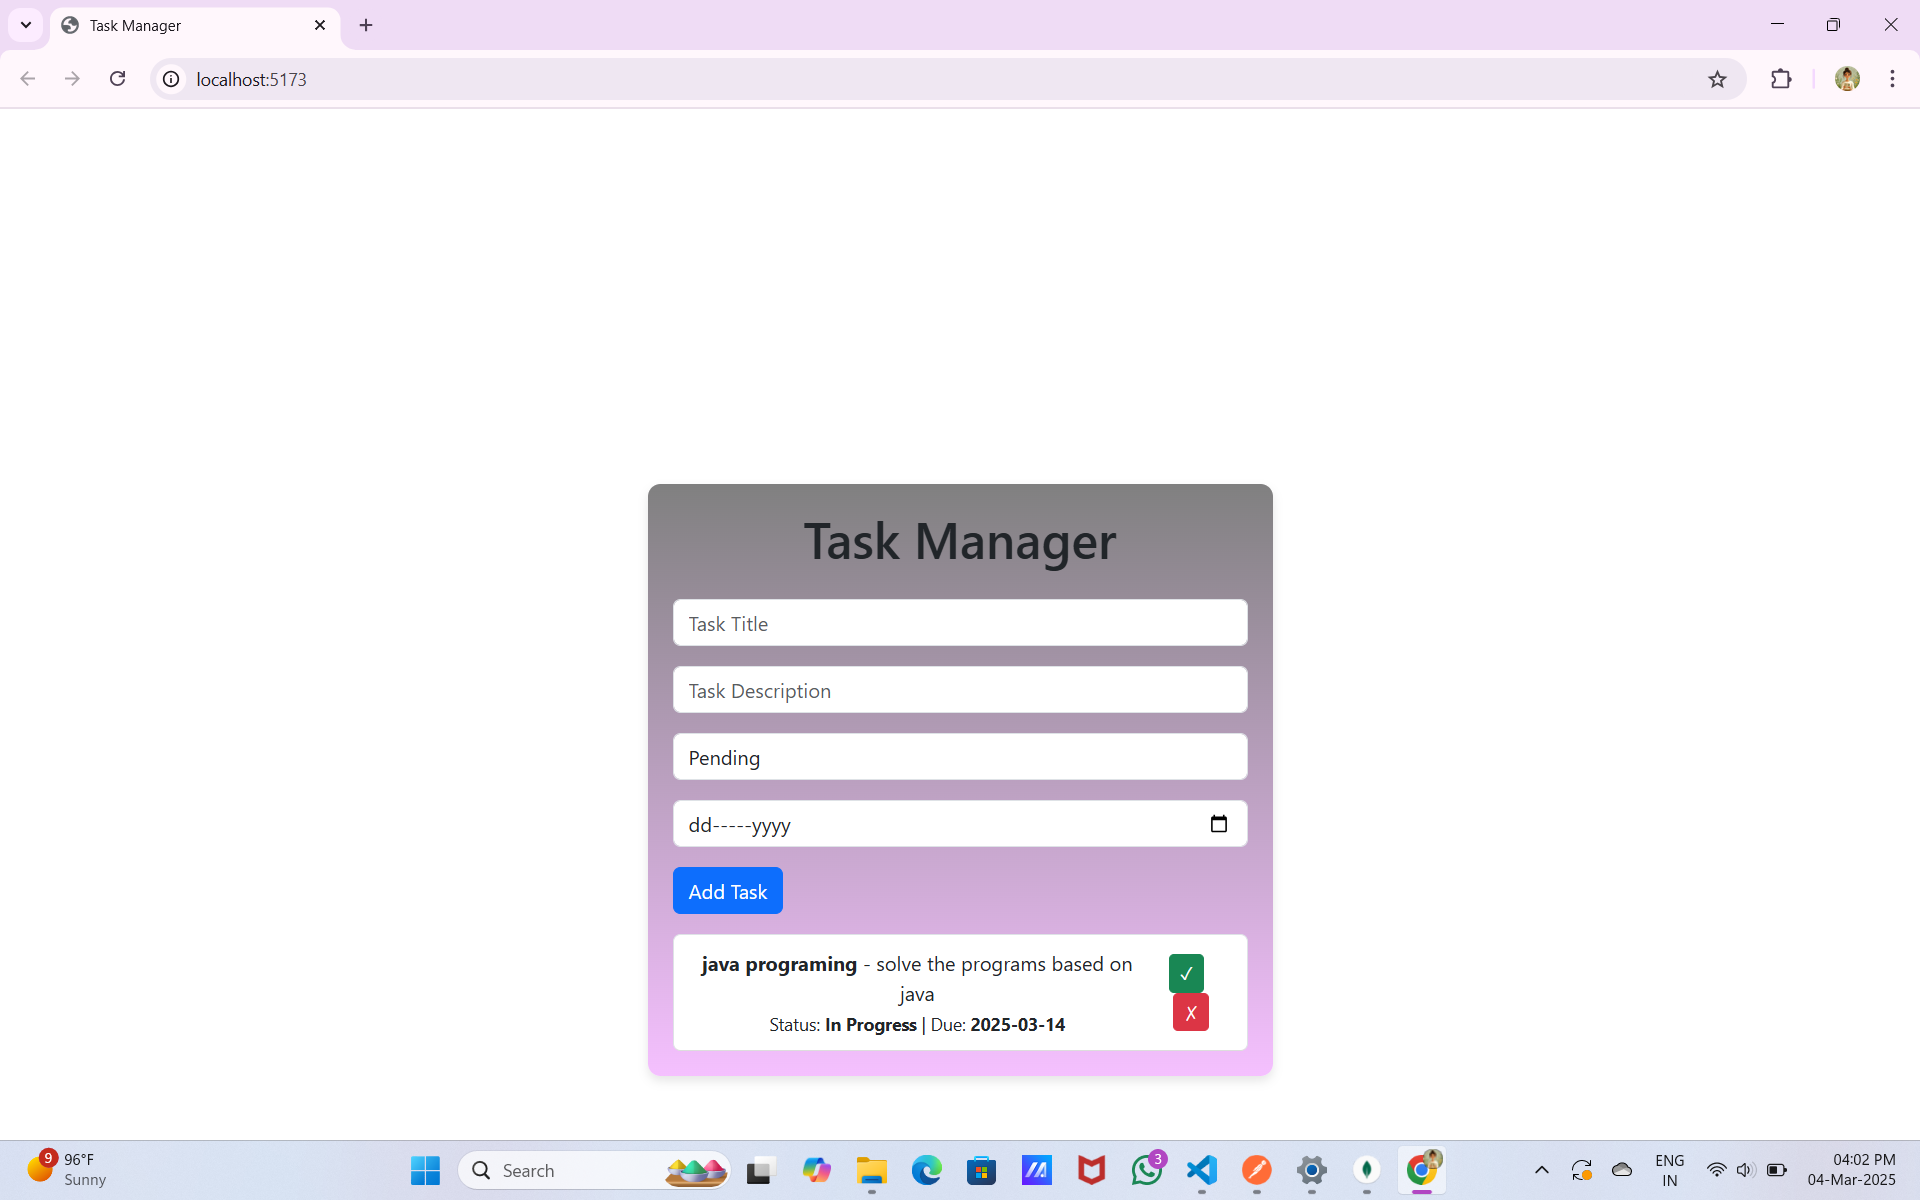 Task Manager
localhost:5173
Task Manager
Task Title
Task Description
Pending
dd-----yyyy
Add Task
java programing - solve the programs based on
java
Status: In Progress | Due: 2025-03-14
✓
X
9
96°F
Sunny
Search
3
ENG
IN
04:02 PM
04-Mar-2025